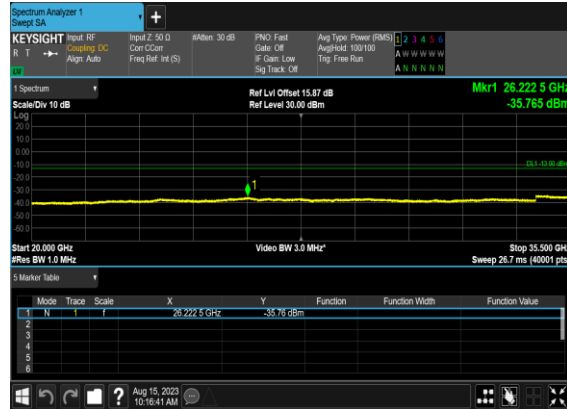 Spectrum Analyzer 1
Swept SA
+
KEYSIGHT Input: RF Input Z: 50 Ω #Atten: 30 dB PNO: Fast Avg Type: Power (RMS) 1 2 3 4 5 6
R T Coupling: DC Corr CCorr Gate: Off Avg|Hold: 100/100 A W W W W W
Align: Auto Freq Ref: Int (S) IF Gain: Low Trig: Free Run
Sig Track: Off A N N N N N
1 Spectrum Ref Lvl Offset 15.87 dB Mkr1 26.222 5 GHz
Scale/Div 10 dB Ref Level 30.00 dBm -35.765 dBm
Log
20.0
10.0
0.00
-10.0
DL1 -13.00 dBm
-20.0
1
-30.0
-40.0
-50.0
-60.0
Start 20.000 GHz Video BW 3.0 MHz* Stop 35.500 GHz
#Res BW 1.0 MHz Sweep 26.7 ms (40001 pts)
5 Marker Table
Mode Trace Scale X Y Function Function Width Function Value
1 N 1 f 26.222 5 GHz -35.76 dBm
2
3
4
5
6
? Aug 15, 2023
10:16:41 AM